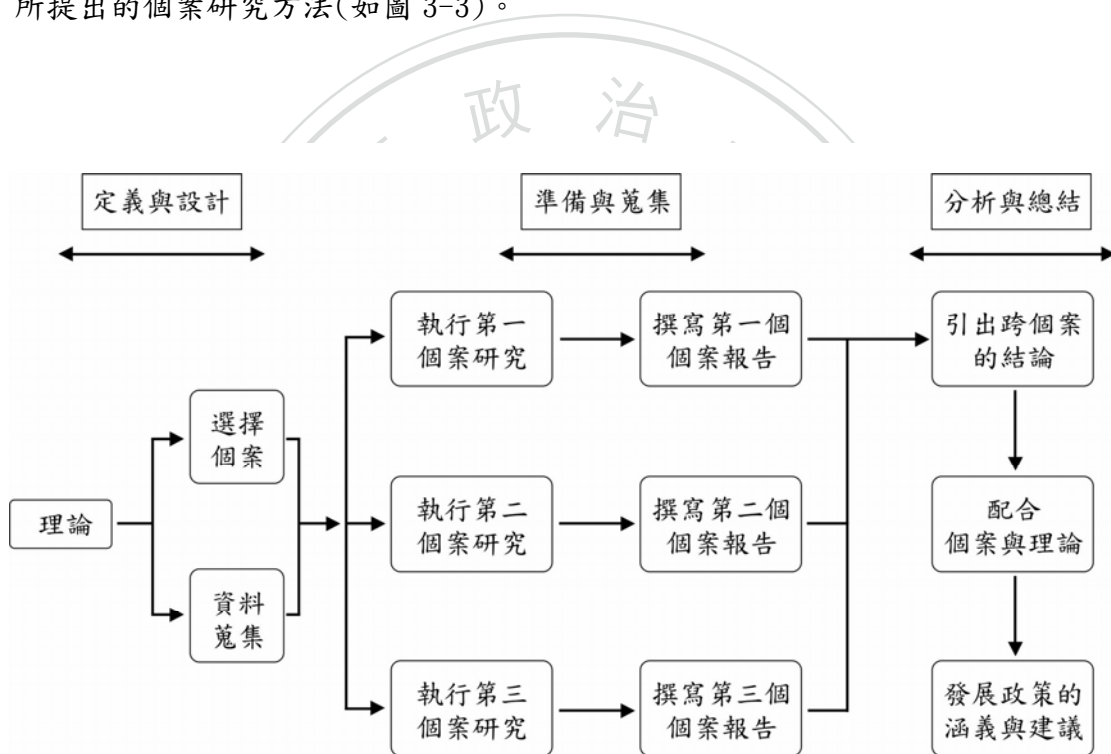 所提出的個案研究方法(如圖 3-3)。
政 治
定義與設計
準備與蒐集
分析與總結
理論
選擇
個案
資料
蒐集
執行第一
個案研究
撰寫第一個
個案報告
執行第二
個案研究
撰寫第二個
個案報告
執行第三
個案研究
撰寫第三個
個案報告
引出跨個案
的結論
配合
個案與理論
發展政策的
涵義與建議